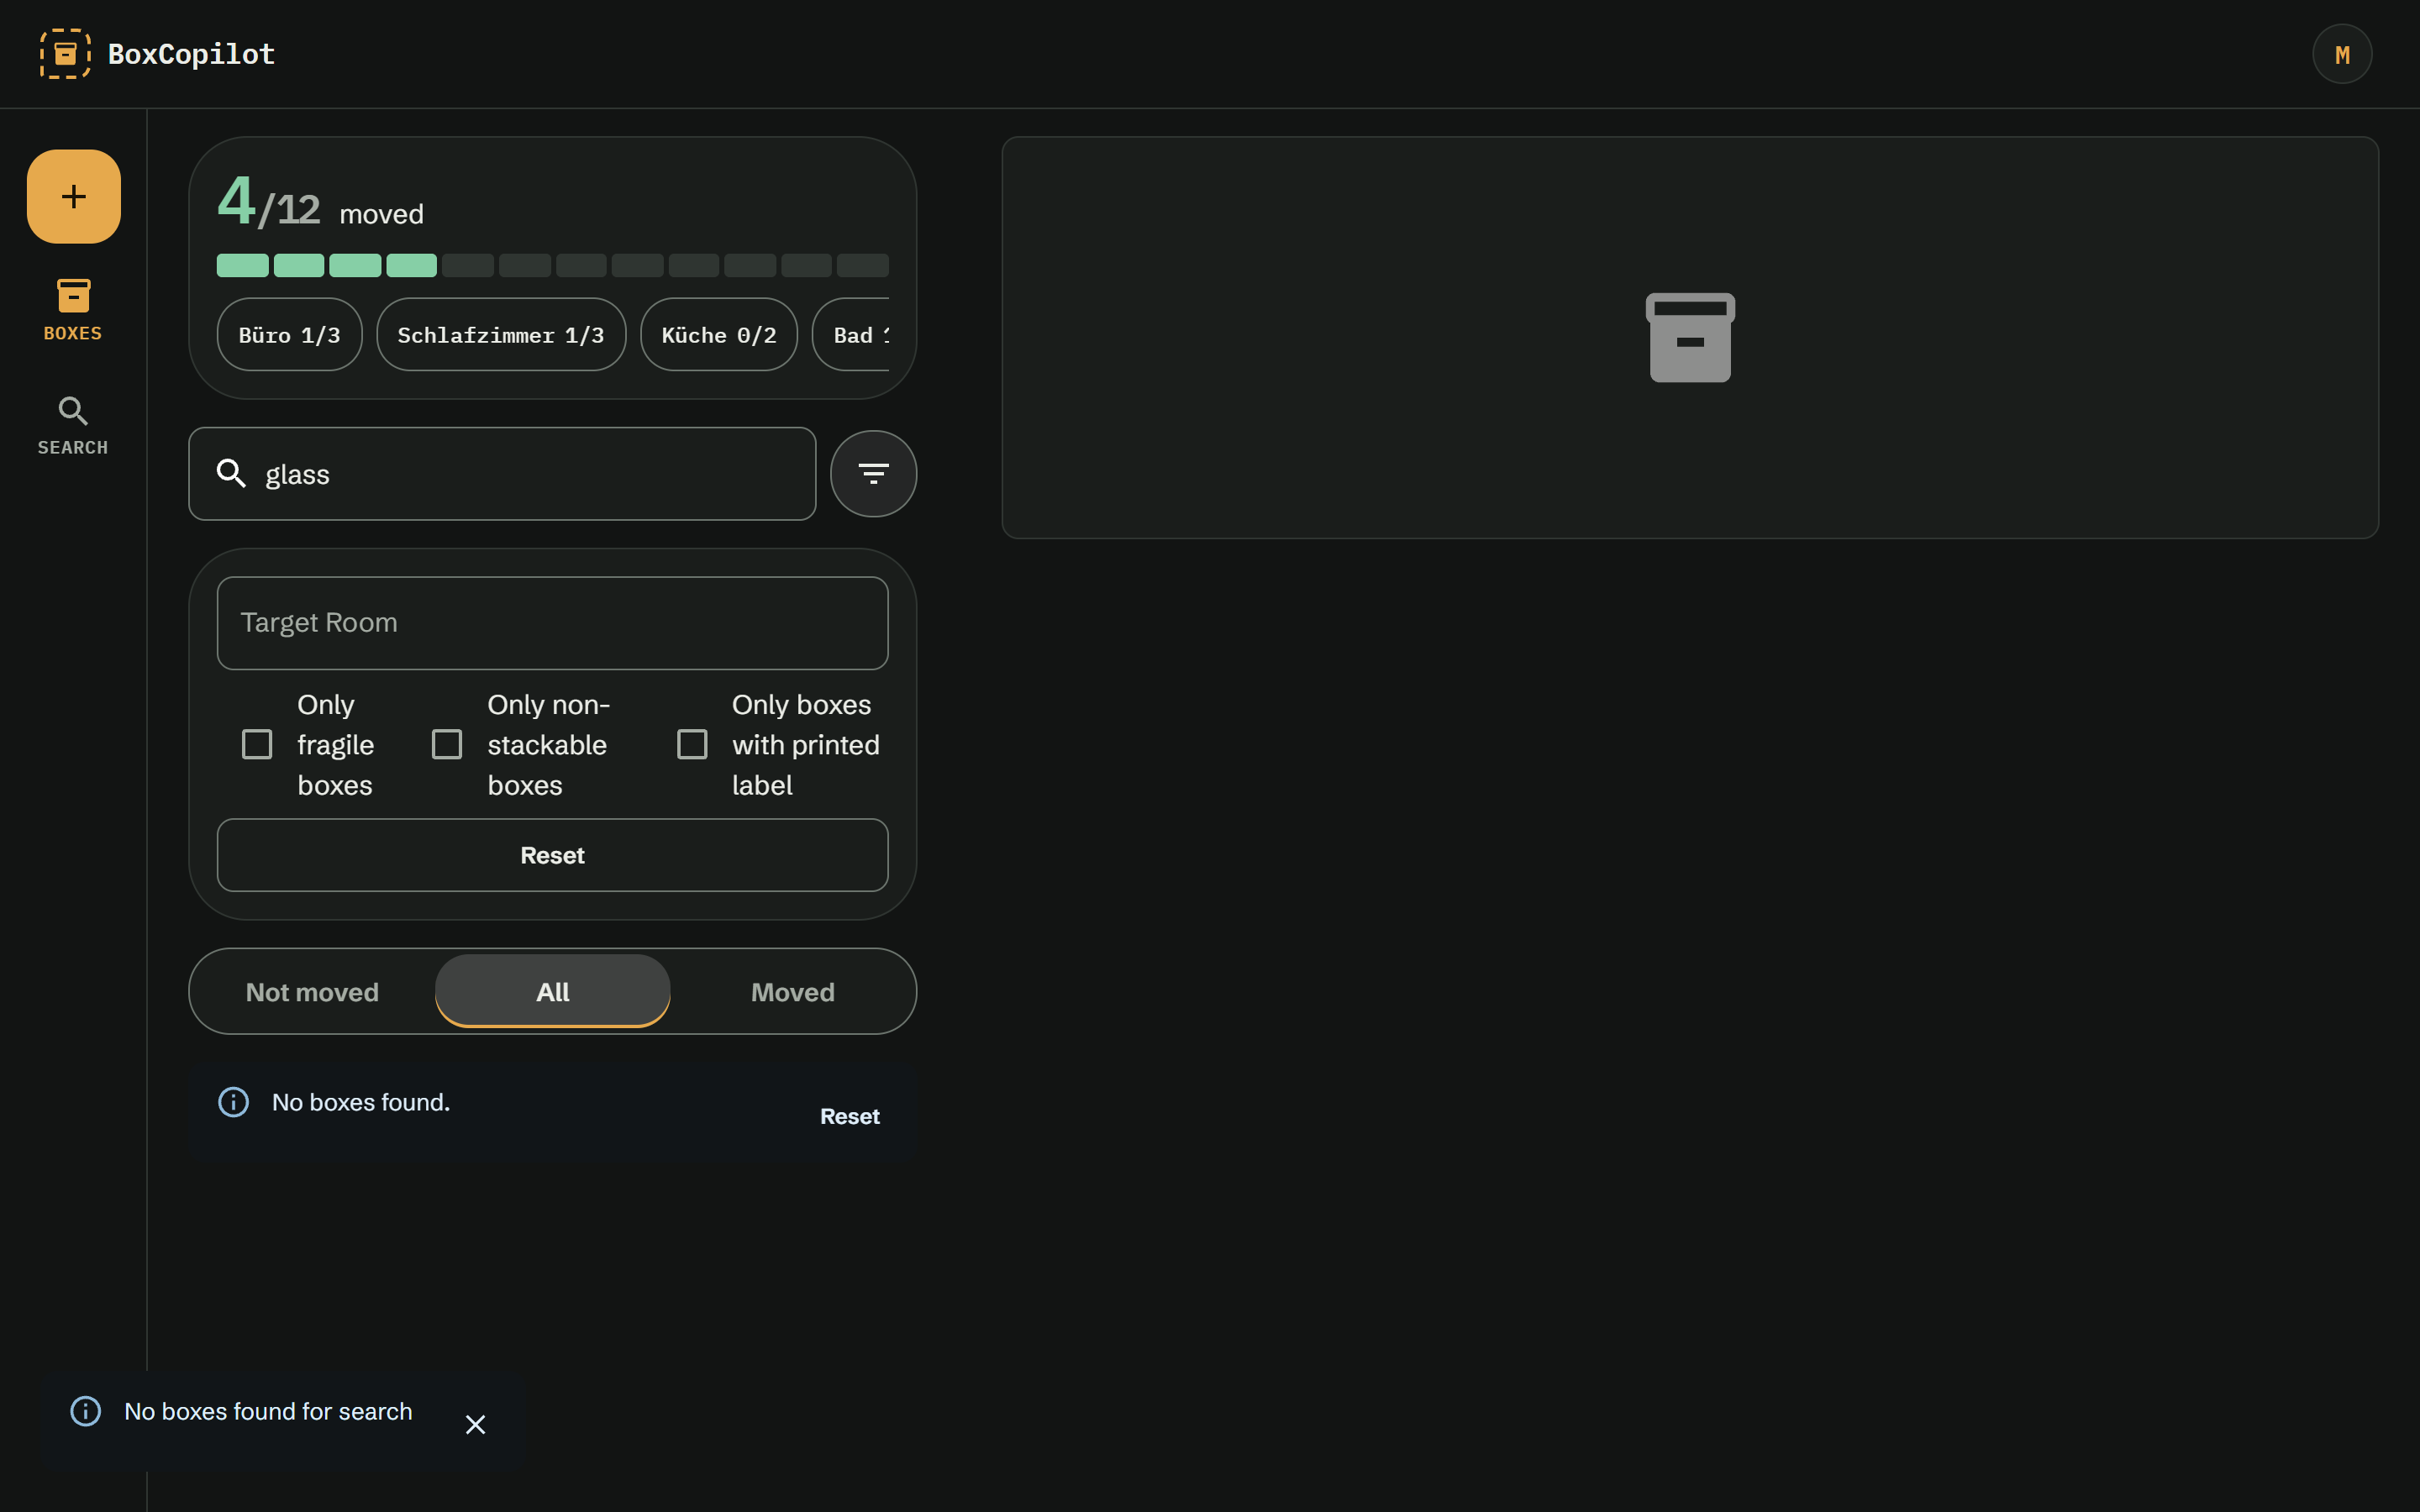 BoxCopilot
M
BOXES
SEARCH
4/12 moved
Büro 1/3
Schlafzimmer 1/3
Küche 0/2
Bad
glass
Target Room
Only fragile boxes
Only non-stackable boxes
Only boxes with printed label
Reset
Not moved
All
Moved
No boxes found.
Reset
No boxes found for search